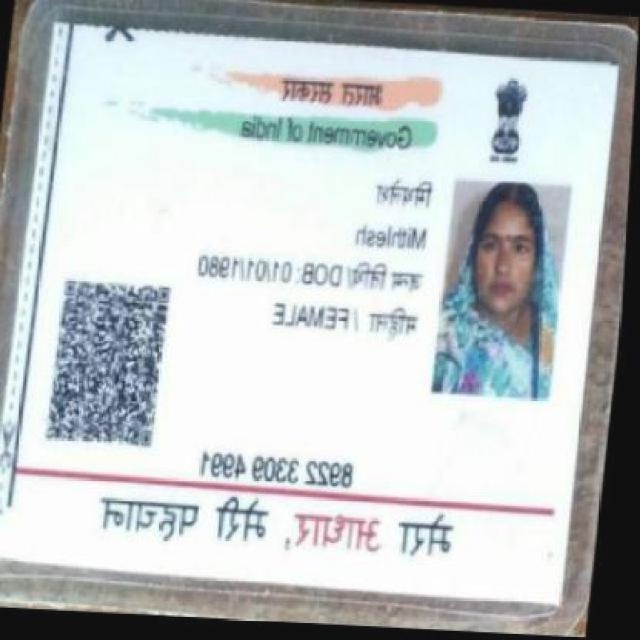 भारत सरकार
Government of India
मिथलेश
Mithlesh
जन्म तिथि/ DOB: 01/01/1980
महिला / FEMALE
8922 3309 4991
मेरा आधार, मेरी पहचान